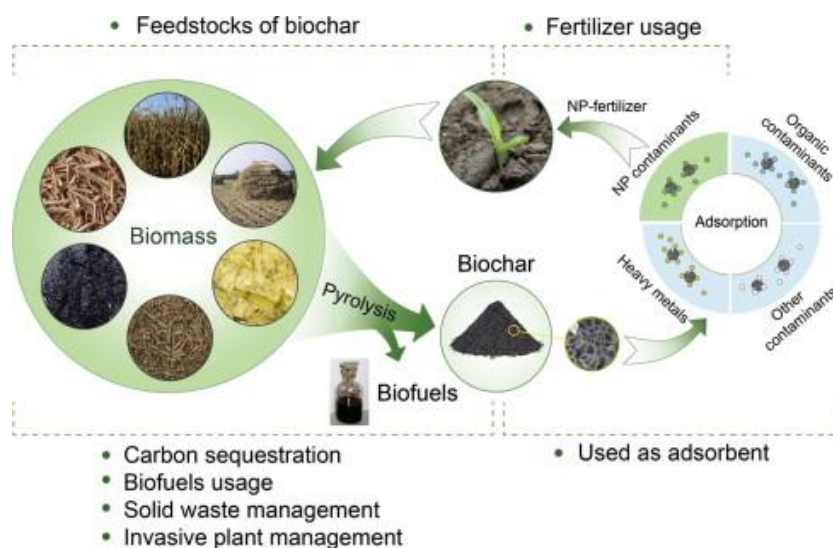 • Feedstocks of biochar
• Fertilizer usage
NP-fertilizer
NP contaminants
Organic
contaminants
Biomass
Adsorption
Pyrolysis
Biochar
Heavy metals
Other
contaminants
Biofuels
• Carbon sequestration
• Biofuels usage
• Solid waste management
• Invasive plant management
• Used as adsorbent